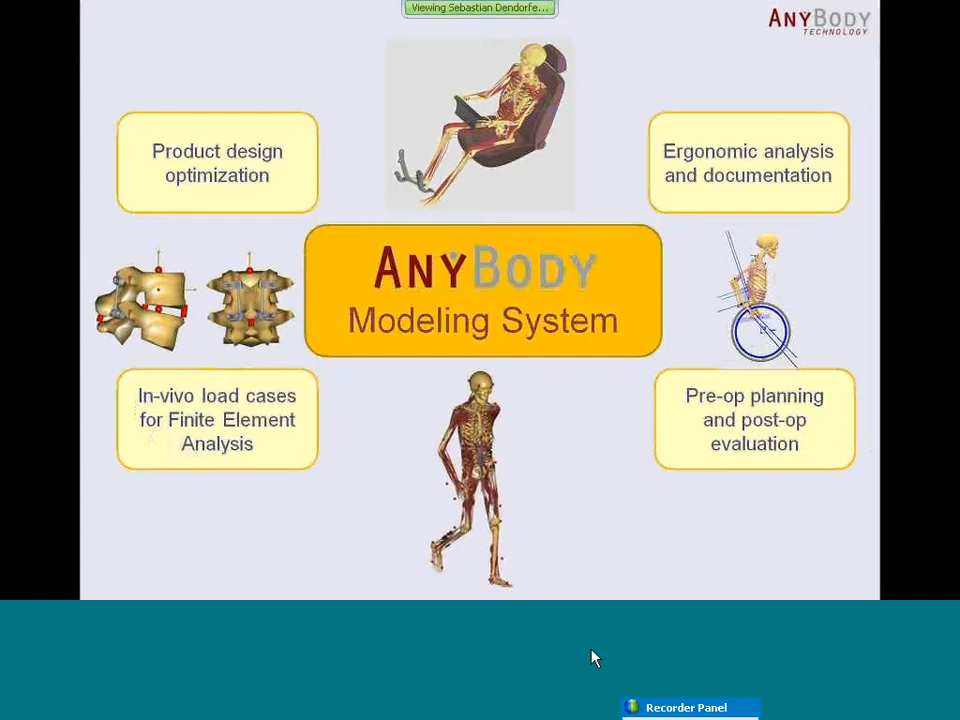 Viewing Sebastian Dendorfe...
ANYBODY
TECHNOLOGY
Product design
optimization
Ergonomic analysis
and documentation
ANYBODY
Modeling System
In-vivo load cases
for Finite Element
Analysis
Pre-op planning
and post-op
evaluation
Recorder Panel